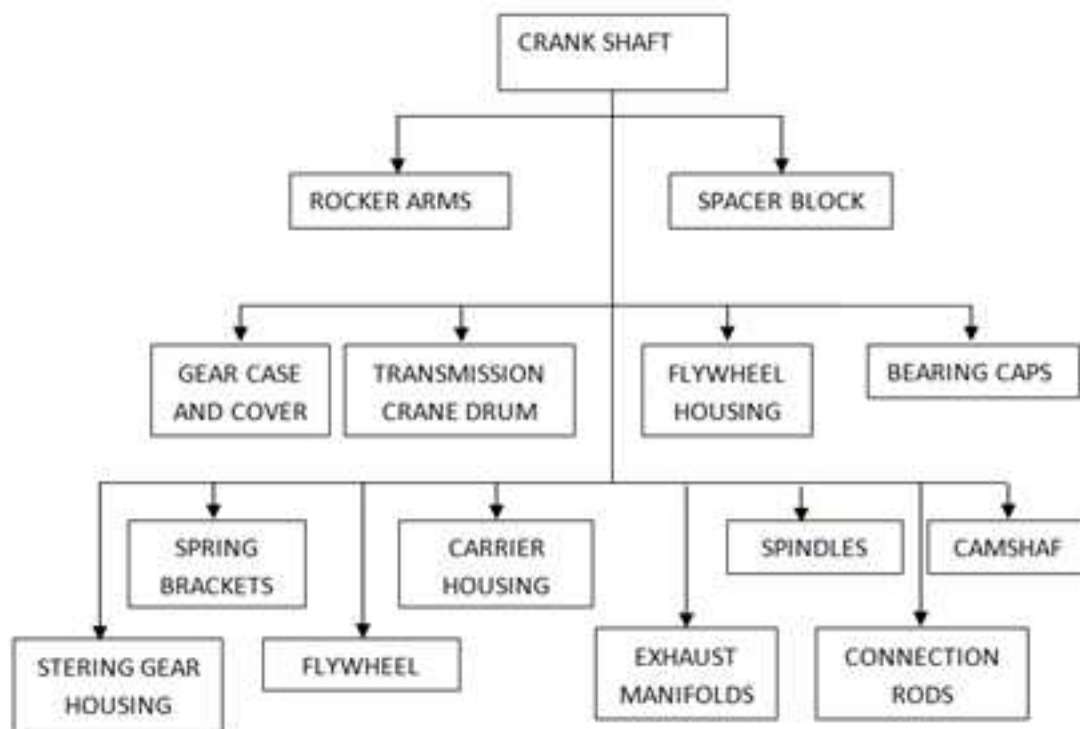 CRANK SHAFT
ROCKER ARMS
SPACER BLOCK
GEAR CASE
AND COVER
TRANSMISSION
CRANE DRUM
FLYWHEEL
HOUSING
BEARING CAPS
SPRING
BRACKETS
CARRIER
HOUSING
SPINDLES
CAMSHAF
STERING GEAR
HOUSING
FLYWHEEL
EXHAUST
MANIFOLDS
CONNECTION
RODS